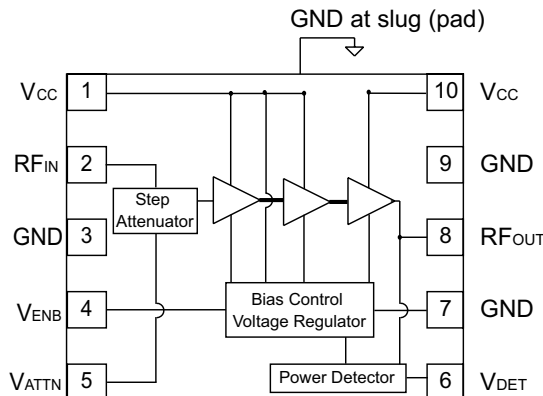 GND at slug (pad)
VCC 1
10 VCC
RFIN 2
9 GND
Step
Attenuator
GND 3
8 RFOUT
Bias Control
Voltage Regulator
VENB 4
7 GND
VATTN 5
Power Detector
6 VDET